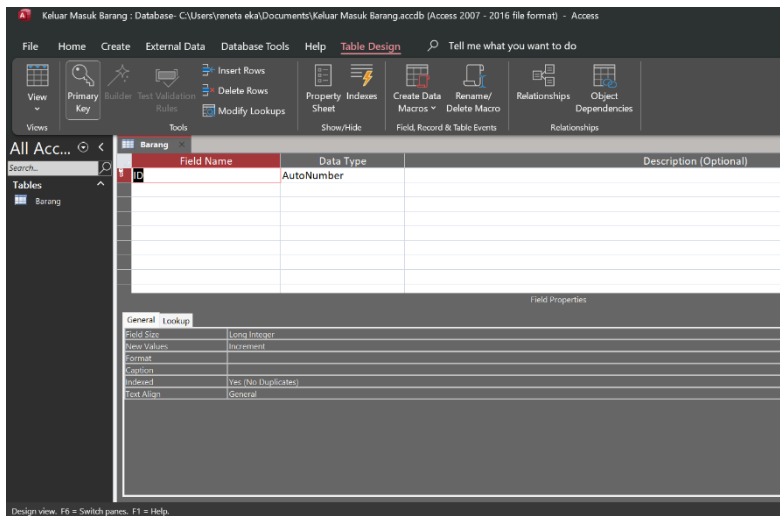 Keluar Masuk Barang : Database- C:\Users\reneta eka\Documents\Keluar Masuk Barang.accdb (Access 2007 - 2016 file format) - Access
File Home Create External Data Database Tools Help Table Design Tell me what you want to do
View
Primary Key
Builder
Test Validation Rules
Insert Rows
Delete Rows
Modify Lookups
Property Sheet
Indexes
Create Data Macros
Rename/ Delete Macro
Relationships
Object Dependencies
Views Tools Show/Hide Field, Record & Table Events Relationships
All Acc...
Search...
Tables
Barang
Barang
Field Name Data Type Description (Optional)
ID AutoNumber
Field Properties
General Lookup
Field Size Long Integer
New Values Increment
Format
Caption
Indexed Yes (No Duplicates)
Text Align General
Design view. F6 = Switch panes. F1 = Help.